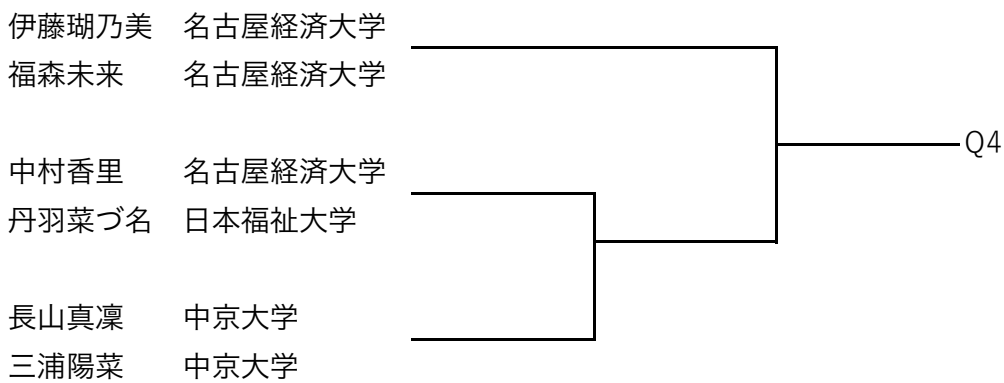 伊藤瑚乃美 名古屋経済大学
福森未来 名古屋経済大学
Q4
中村香里 名古屋経済大学
丹羽菜づ名 日本福祉大学
長山真凜 中京大学
三浦陽菜 中京大学